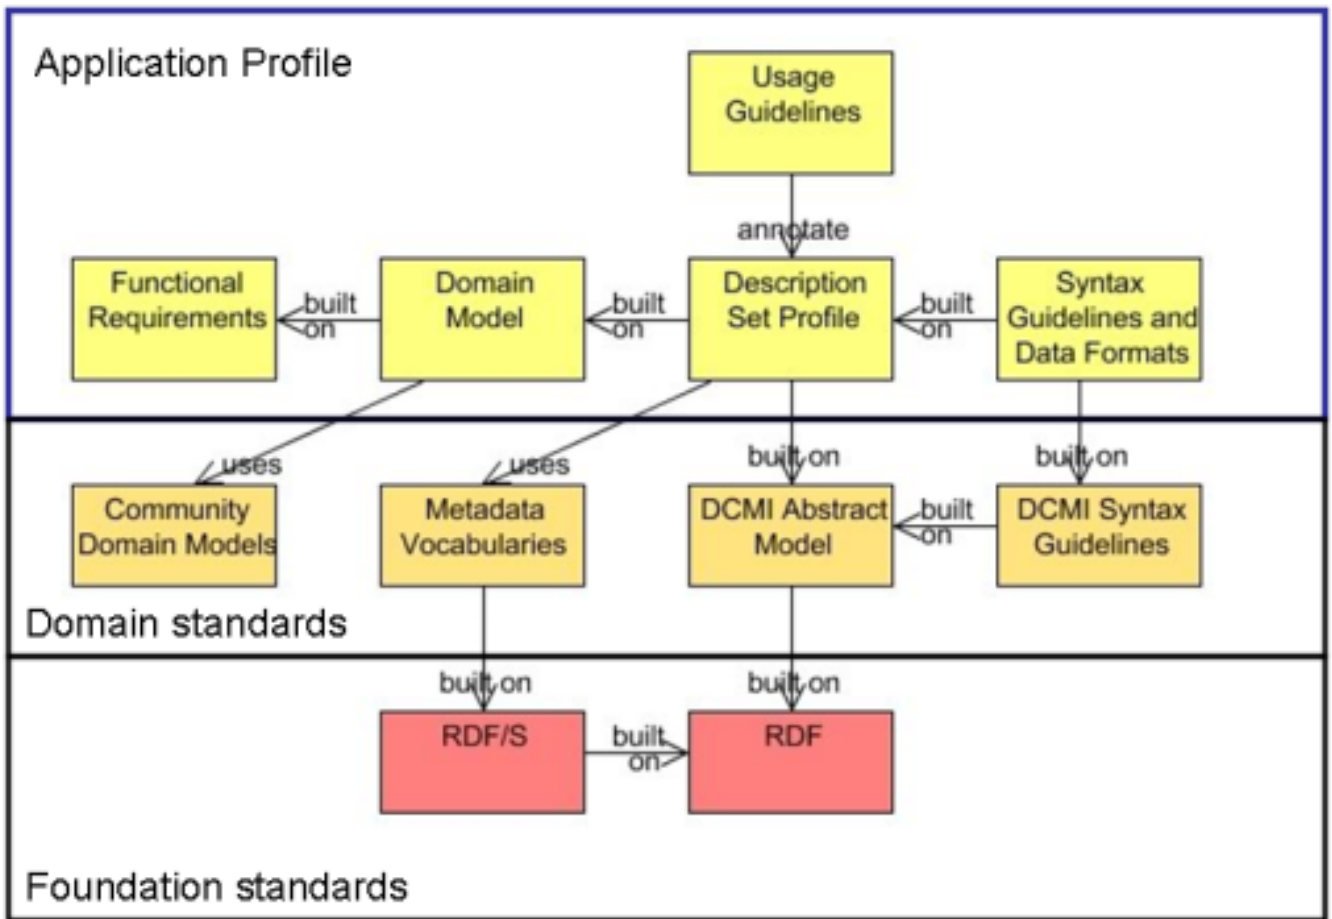 Application Profile
Usage
Guidelines
annotate
Functional
Requirements
built
on
Domain
Model
built
on
Description
Set Profile
built
on
Syntax
Guidelines and
Data Formats
uses
uses
built on
built on
Community
Domain Models
Metadata
Vocabularies
DCMI Abstract
Model
built
on
DCMI Syntax
Guidelines
Domain standards
built on
built on
RDF/S
built
on
RDF
Foundation standards